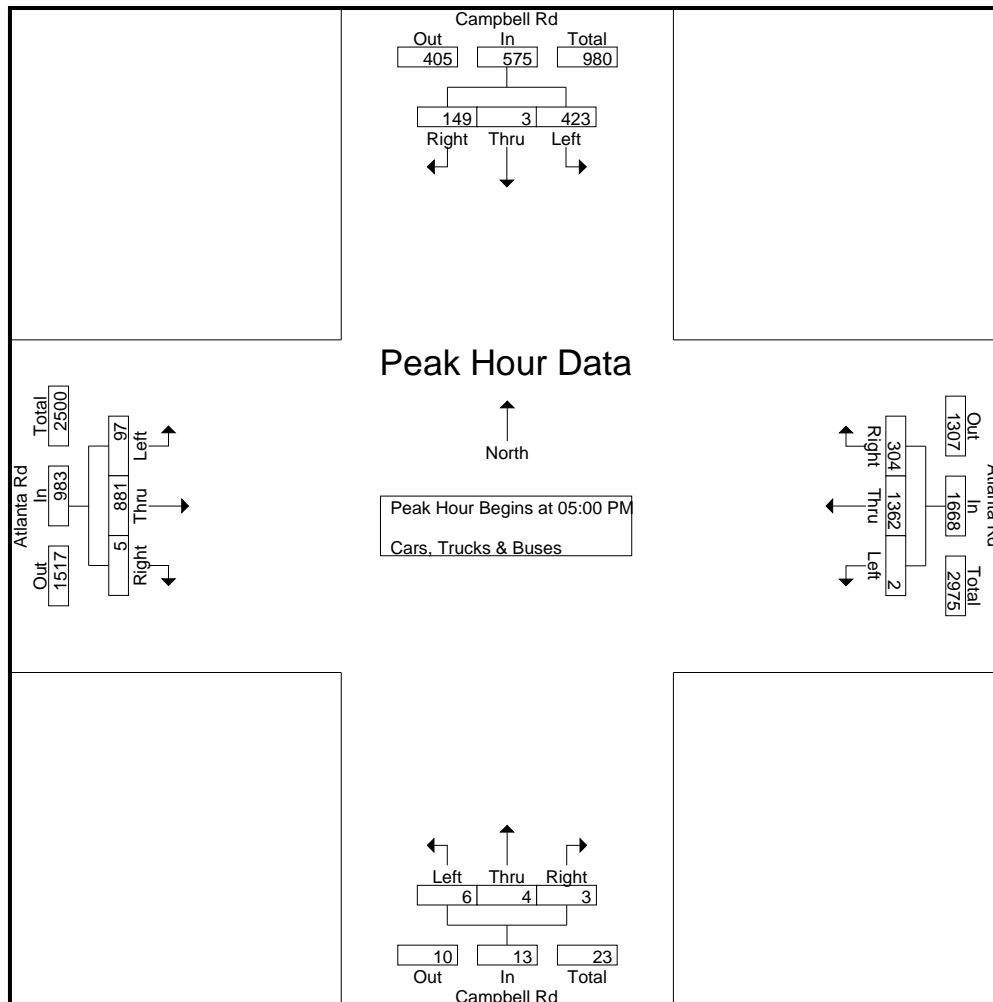 Campbell Rd
Out In Total
405 575 980
149 3 423
Right Thru Left
Peak Hour Data
North
Peak Hour Begins at 05:00 PM
Cars, Trucks & Buses
Atlanta Rd
Total In Out
2500 983 1517
97 881 5
Left Thru Right
Atlanta Rd
Out In Total
1307 1668 2975
304 1362 2
Right Thru Left
Left Thru Right
6 4 3
10 13 23
Out In Total
Campbell Rd